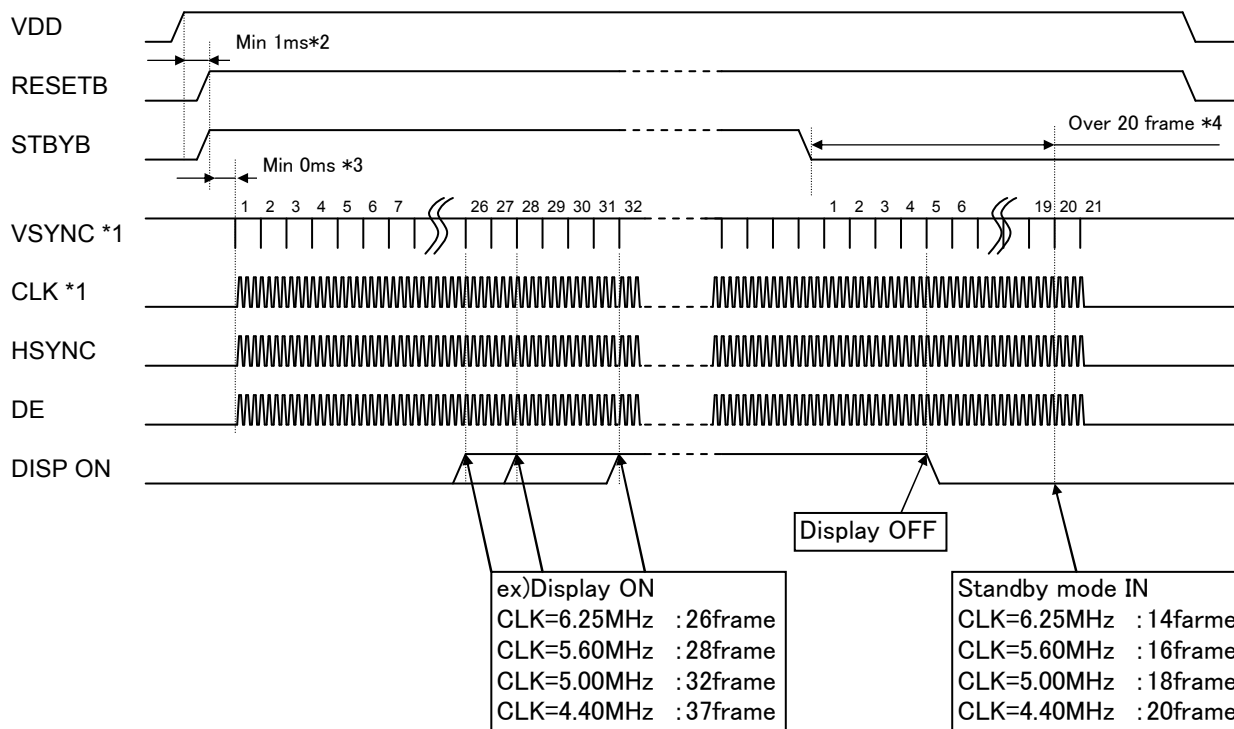 VDD
Min 1ms*2
RESETB
STBYB
Over 20 frame *4
Min 0ms *3
VSYNC *1
1 2 3 4 5 6 7 26 27 28 29 30 31 32 1 2 3 4 5 6 19 20 21
CLK *1
HSYNC
DE
DISP ON
Display OFF
ex)Display ON
CLK=6.25MHz :26frame
CLK=5.60MHz :28frame
CLK=5.00MHz :32frame
CLK=4.40MHz :37frame
Standby mode IN
CLK=6.25MHz :14farme
CLK=5.60MHz :16frame
CLK=5.00MHz :18frame
CLK=4.40MHz :20frame